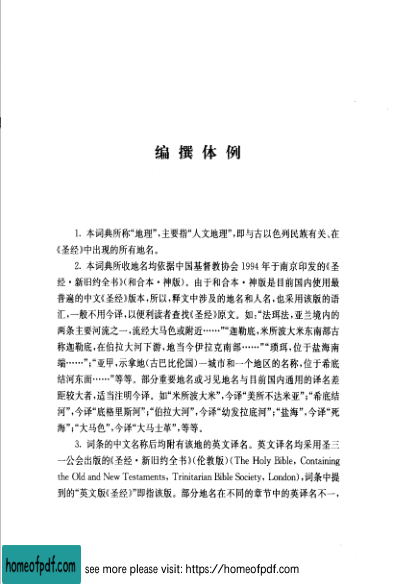 编撰体例
1. 本词典所称“地理”,主要指“人文地理”,即与古以色列民族有关、在
《圣经》中出现的所有地名。
2. 本词典所收地名均依据中国基督教协会 1994 年于南京印发的《圣
经·新旧约全书》(和合本·神版)。由于和合本·神版是目前国内使用最
普遍的中文《圣经》版本,所以,释文中涉及的地名和人名,也采用该版的语
汇,一般不用今译,以便利读者查找《圣经》原文。如:“法珥法,亚兰境内的
两条主要河流之一,流经大马色或附近……”“迦勒底,米所波大米东南部古
称迦勒底,在伯拉大河下游,地当今伊拉克南部……”“琐珥,位于盐海南
端……”;“亚甲,示拿地(古巴比伦国)一城市和一个地区的名称,位于希底
结河东面……”等等。部分重要地名或习见地名与目前国内通用的译名差
距较大者,适当注明今译。如“米所波大米”,今译“美所不达米亚”;“希底结
河”,今译“底格里斯河”;“伯拉大河”,今译“幼发拉底河”;“盐海”,今译“死
海”;“大马色”,今译“大马士革”,等等。
3. 词条的中文名称后均附有该地的英文译名。英文译名均采用圣三
一公会出版的《圣经·新旧约全书》(伦敦版)(The Holy Bible, Containing
the Old and New Testaments, Trinitarian Bible Society, London),词条中提
到的“英文版《圣经》”即指该版。部分地名在不同的章节中的英译名不一,
homeofpdf.com
see more please visit: https://homeofpdf.com